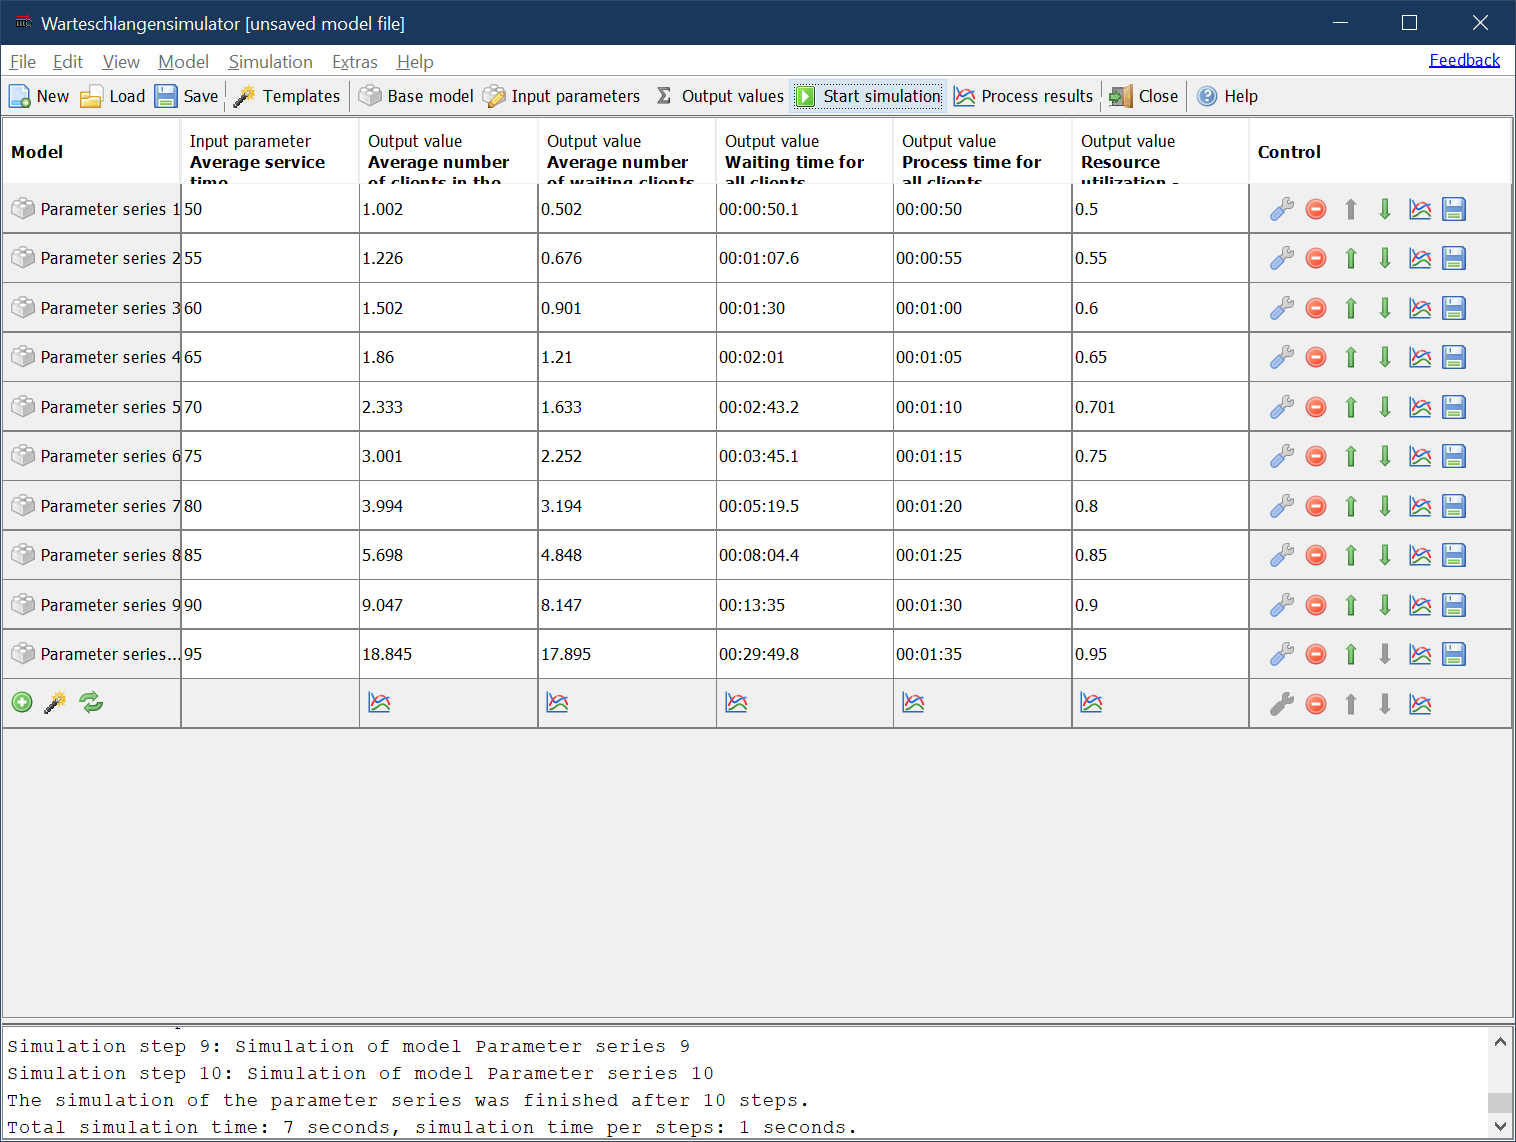 Warteschlangensimulator [unsaved model file]
File Edit View Model Simulation Extras Help Feedback
New Load Save Templates Base model Input parameters Σ Output values Start simulation Process results Close Help
Model
Input parameter
Average service
time
Output value
Average number
of clients in the
Output value
Average number
of waiting clients
Output value
Waiting time for
all clients
Output value
Process time for
all clients
Output value
Resource
utilization -
Control
Parameter series 1 50 1.002 0.502 00:00:50.1 00:00:50 0.5
Parameter series 2 55 1.226 0.676 00:01:07.6 00:00:55 0.55
Parameter series 3 60 1.502 0.901 00:01:30 00:01:00 0.6
Parameter series 4 65 1.86 1.21 00:02:01 00:01:05 0.65
Parameter series 5 70 2.333 1.633 00:02:43.2 00:01:10 0.701
Parameter series 6 75 3.001 2.252 00:03:45.1 00:01:15 0.75
Parameter series 7 80 3.994 3.194 00:05:19.5 00:01:20 0.8
Parameter series 8 85 5.698 4.848 00:08:04.4 00:01:25 0.85
Parameter series 9 90 9.047 8.147 00:13:35 00:01:30 0.9
Parameter series... 95 18.845 17.895 00:29:49.8 00:01:35 0.95
Simulation step 9: Simulation of model Parameter series 9
Simulation step 10: Simulation of model Parameter series 10
The simulation of the parameter series was finished after 10 steps.
Total simulation time: 7 seconds, simulation time per steps: 1 seconds.